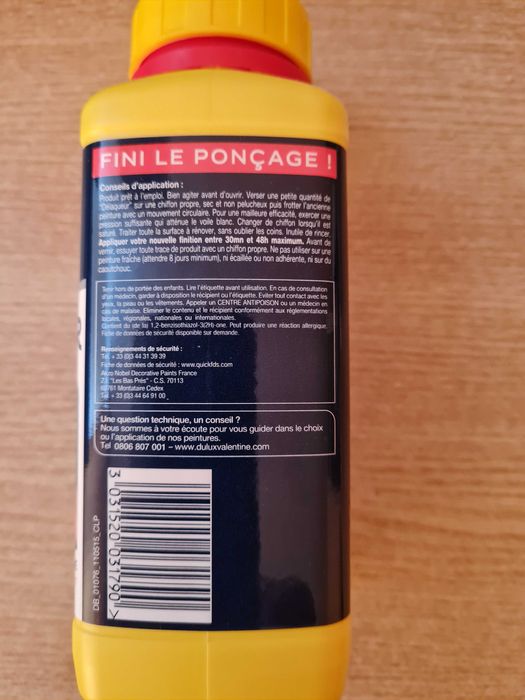 FINI LE PONÇAGE !
Conseils d'application :
Produit prêt à l'emploi. Bien agiter avant d'ouvrir. Verser une petite quantité de
"Délaqueur" sur un chiffon propre, sec et non pelucheux puis frotter l'ancienne
peinture avec un mouvement circulaire. Pour une meilleure efficacité, exercer une
pression suffisante qui atténue le voile blanc. Changer de chiffon lorsqu'il est
saturé. Traiter toute la surface à rénover, sans oublier les coins. Inutile de rincer.
Appliquer votre nouvelle finition entre 30mn et 48h maximum. Avant de
vernir, essuyer toute trace de produit avec un chiffon propre. Ne pas utiliser sur une
peinture fraîche (attendre 8 jours minimum), ni écaillée ou non adhérente, ni sur du
caoutchouc.
Tenir hors de portée des enfants. Lire l'étiquette avant utilisation. En cas de consultation
d'un médecin, garder à disposition le récipient ou l'étiquette. Eviter tout contact avec les
yeux, la peau ou les vêtements. Appeler un CENTRE ANTIPOISON ou un médecin en
cas de malaise. Eliminer le contenu et le récipient conformément aux réglementations
locales, régionales, nationales ou internationales.
Contient du (de la) 1,2-benzisothiazol-3(2H)-one. Peut produire une réaction allergique.
Fiche de données de sécurité disponible sur demande.
Renseignements de sécurité :
Tél. + 33 (0)3 44 31 39 39
Fiche de données de sécurité : www.quickfds.com
Akzo Nobel Decorative Paints France
Z.I. "Les Bas Prés" - C.S. 70113
60761 Montataire Cedex
Tél. + 33 (0)3 44 64 91 00
Une question technique, un conseil ?
Nous sommes à votre écoute pour vous guider dans le choix
ou l'application de nos peintures.
Tel 0806 807 001 – www.duluxvalentine.com
3 031520 031790 >
DB_01076_110515_CLP